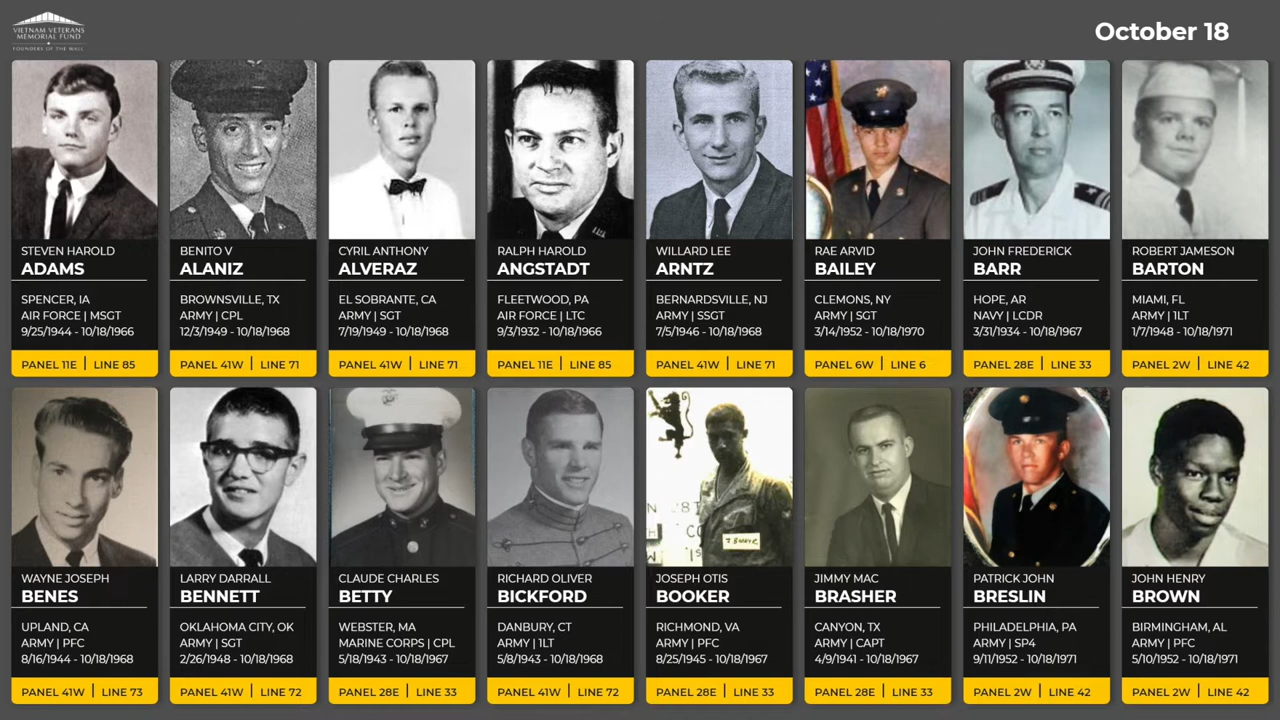 VIETNAM VETERANS
MEMORIAL FUND
FOUNDERS OF THE WALL
October 18
STEVEN HAROLD
ADAMS
SPENCER, IA
AIR FORCE | MSGT
9/25/1944 - 10/18/1966
PANEL 11E | LINE 85
BENITO V
ALANIZ
BROWNSVILLE, TX
ARMY | CPL
12/3/1949 - 10/18/1968
PANEL 41W | LINE 71
CYRIL ANTHONY
ALVERAZ
EL SOBRANTE, CA
ARMY | SGT
7/19/1949 - 10/18/1968
PANEL 41W | LINE 71
RALPH HAROLD
ANGSTADT
FLEETWOOD, PA
AIR FORCE | LTC
9/3/1932 - 10/18/1966
PANEL 11E | LINE 85
WILLARD LEE
ARNTZ
BERNARDSVILLE, NJ
ARMY | SSGT
7/5/1946 - 10/18/1968
PANEL 41W | LINE 71
RAE ARVID
BAILEY
CLEMONS, NY
ARMY | SGT
3/14/1952 - 10/18/1970
PANEL 6W | LINE 6
JOHN FREDERICK
BARR
HOPE, AR
NAVY | LCDR
3/31/1934 - 10/18/1967
PANEL 28E | LINE 33
ROBERT JAMESON
BARTON
MIAMI, FL
ARMY | 1LT
1/7/1948 - 10/18/1971
PANEL 2W | LINE 42
WAYNE JOSEPH
BENES
UPLAND, CA
ARMY | PFC
8/16/1944 - 10/18/1968
PANEL 41W | LINE 73
LARRY DARRALL
BENNETT
OKLAHOMA CITY, OK
ARMY | SGT
2/26/1948 - 10/18/1968
PANEL 41W | LINE 72
CLAUDE CHARLES
BETTY
WEBSTER, MA
MARINE CORPS | CPL
5/18/1943 - 10/18/1967
PANEL 28E | LINE 33
RICHARD OLIVER
BICKFORD
DANBURY, CT
ARMY | 1LT
5/8/1943 - 10/18/1968
PANEL 41W | LINE 72
JOSEPH OTIS
BOOKER
RICHMOND, VA
ARMY | PFC
8/25/1945 - 10/18/1967
PANEL 28E | LINE 33
JIMMY MAC
BRASHER
CANYON, TX
ARMY | CAPT
4/9/1941 - 10/18/1967
PANEL 28E | LINE 33
PATRICK JOHN
BRESLIN
PHILADELPHIA, PA
ARMY | SP4
9/11/1952 - 10/18/1971
PANEL 2W | LINE 42
JOHN HENRY
BROWN
BIRMINGHAM, AL
ARMY | PFC
5/10/1952 - 10/18/1971
PANEL 2W | LINE 42